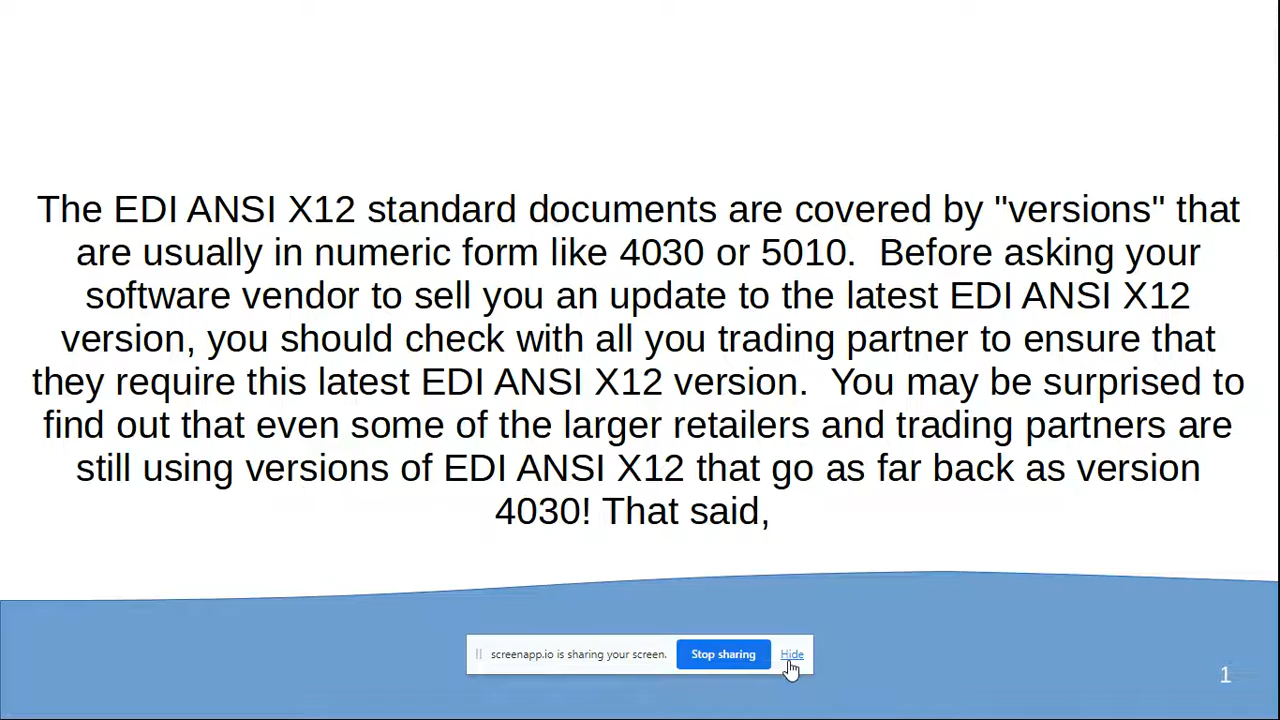 The EDI ANSI X12 standard documents are covered by "versions" that
are usually in numeric form like 4030 or 5010.  Before asking your
software vendor to sell you an update to the latest EDI ANSI X12
version, you should check with all you trading partner to ensure that
they require this latest EDI ANSI X12 version.  You may be surprised to
find out that even some of the larger retailers and trading partners are
still using versions of EDI ANSI X12 that go as far back as version
4030! That said,
screenapp.io is sharing your screen. Stop sharing Hide
1